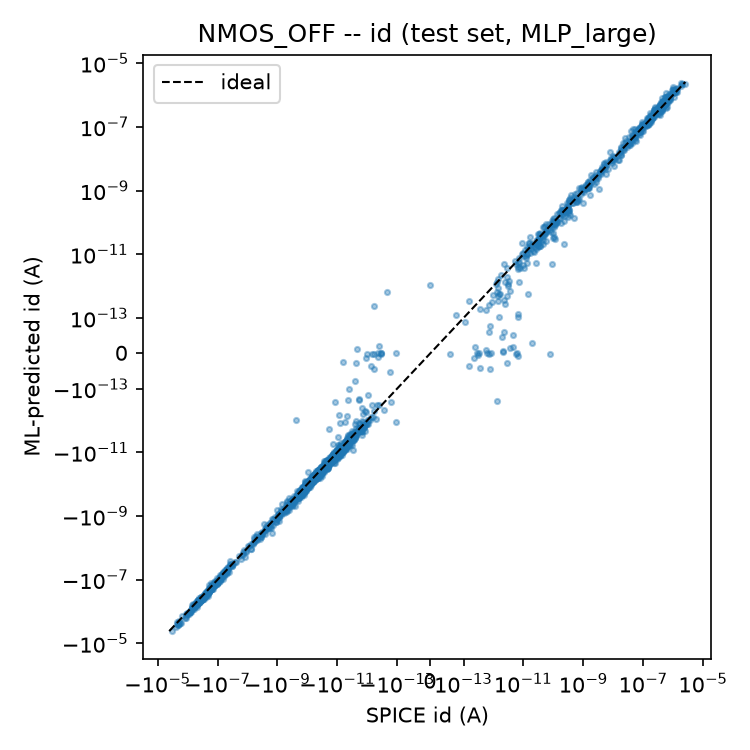 NMOS_OFF -- id (test set, MLP_large)
ideal
10⁻⁵
10⁻⁷
10⁻⁹
10⁻¹¹
10⁻¹³
0
−10⁻¹³
−10⁻¹¹
−10⁻⁹
−10⁻⁷
−10⁻⁵
ML-predicted id (A)
−10⁻⁵ −10⁻⁷ −10⁻⁹ −10⁻¹¹ −10⁻¹³ 0 10⁻¹³ 10⁻¹¹ 10⁻⁹ 10⁻⁷ 10⁻⁵
SPICE id (A)